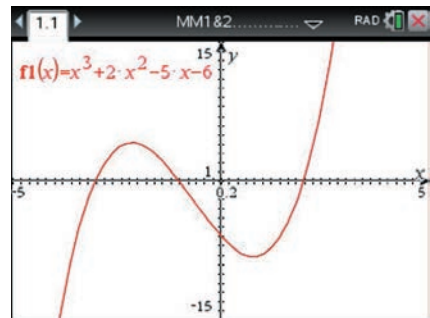 1.1 MM1&2............ RAD
15 y
f1(x)=x³+2·x²-5·x-6
1 x
-5 0.2 5
-15